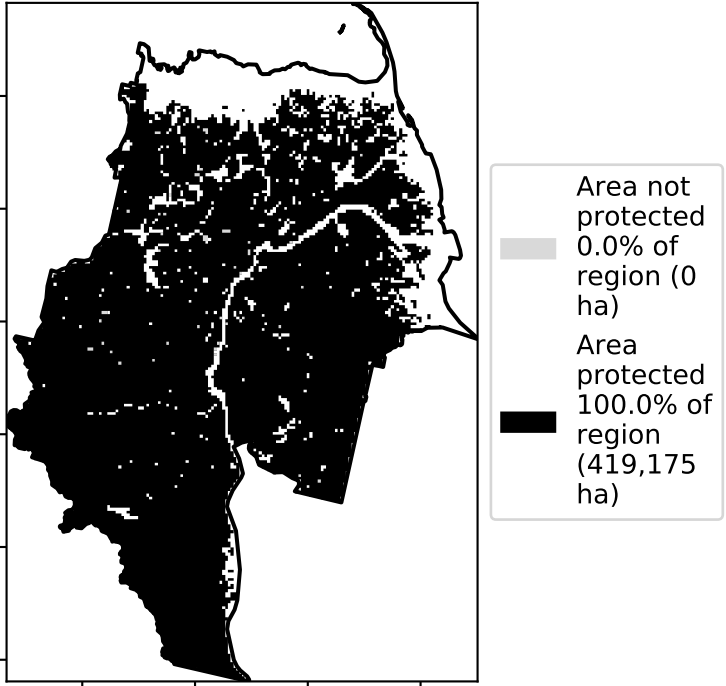 Area not
protected
0.0% of
region (0
ha)
Area
protected
100.0% of
region
(419,175
ha)